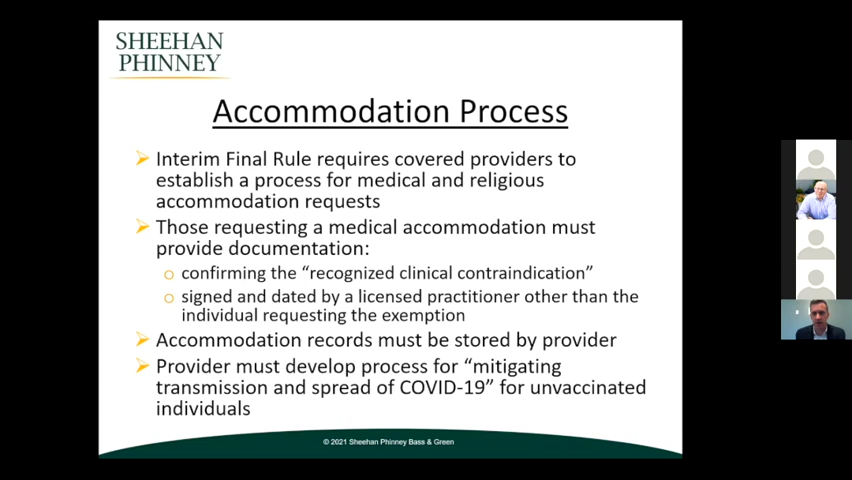 SHEEHAN
PHINNEY
Accommodation Process
Interim Final Rule requires covered providers to
establish a process for medical and religious
accommodation requests
Those requesting a medical accommodation must
provide documentation:
confirming the “recognized clinical contraindication”
signed and dated by a licensed practitioner other than the
individual requesting the exemption
Accommodation records must be stored by provider
Provider must develop process for “mitigating
transmission and spread of COVID-19” for unvaccinated
individuals
© 2021 Sheehan Phinney Bass & Green